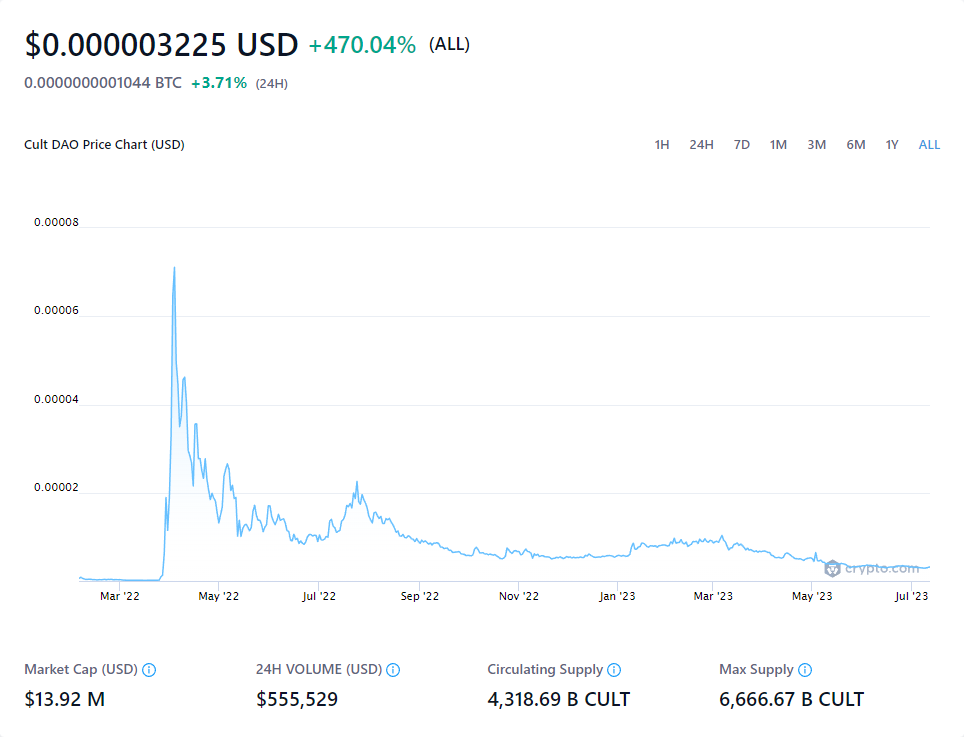 $0.000003225 USD +470.04% (ALL)
0.0000000001044 BTC +3.71% (24H)
Cult DAO Price Chart (USD) 1H 24H 7D 1M 3M 6M 1Y ALL
0.00008
0.00006
0.00004
0.00002
crypto.com
Mar '22 May '22 Jul '22 Sep '22 Nov '22 Jan '23 Mar '23 May '23 Jul '23
Market Cap (USD) 24H VOLUME (USD) Circulating Supply Max Supply
$13.92 M $555,529 4,318.69 B CULT 6,666.67 B CULT